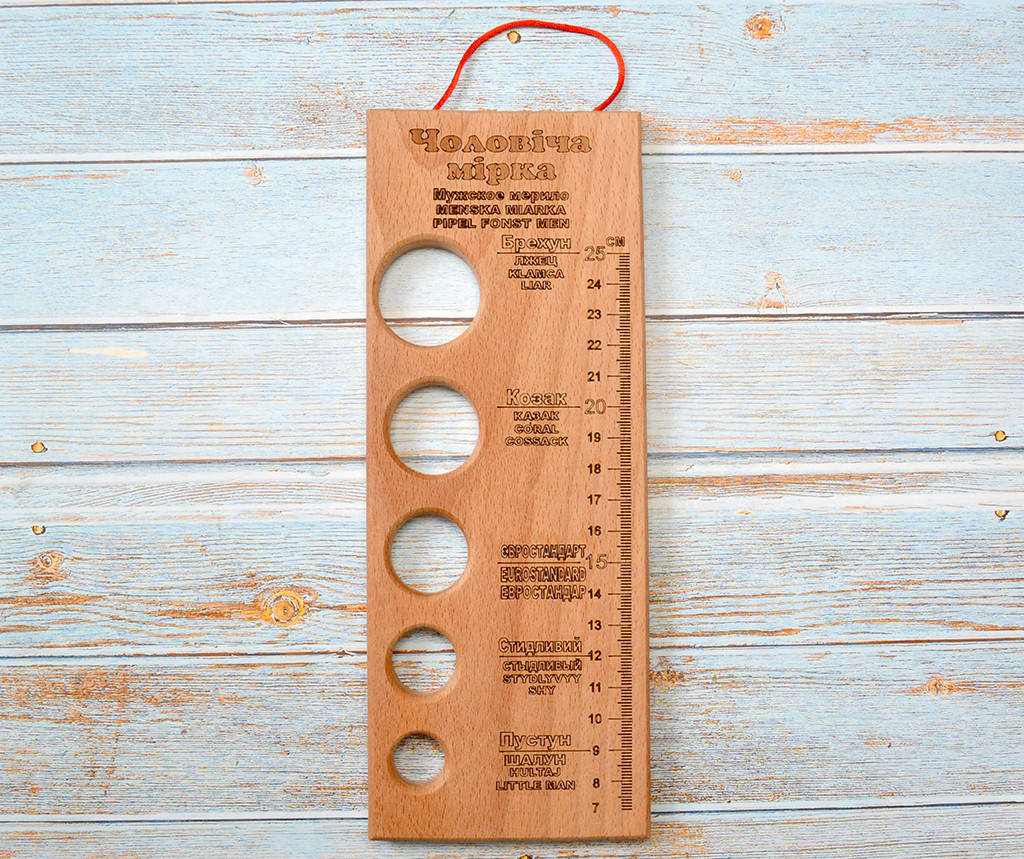 Чоловіча
мірка
Мужское мерило
MENSKA MIARKA
PIPEL FONST MEN
Брехун
ЛЖЕЦ
KLAMCA
LIAR
25 СМ
24
23
22
21
Козак
КАЗАК
CÓRAL
COSSACK
20
19
18
17
16
ЄВРОСТАНДАРТ
EUROSTANDARD
ЕВРОСТАНДАР
15
14
13
Стидливий
СТЫДЛИВЫЙ
STYDLYVYY
SHY
12
11
10
Пустун
ШАЛУН
HULTAJ
LITTLE MAN
9
8
7